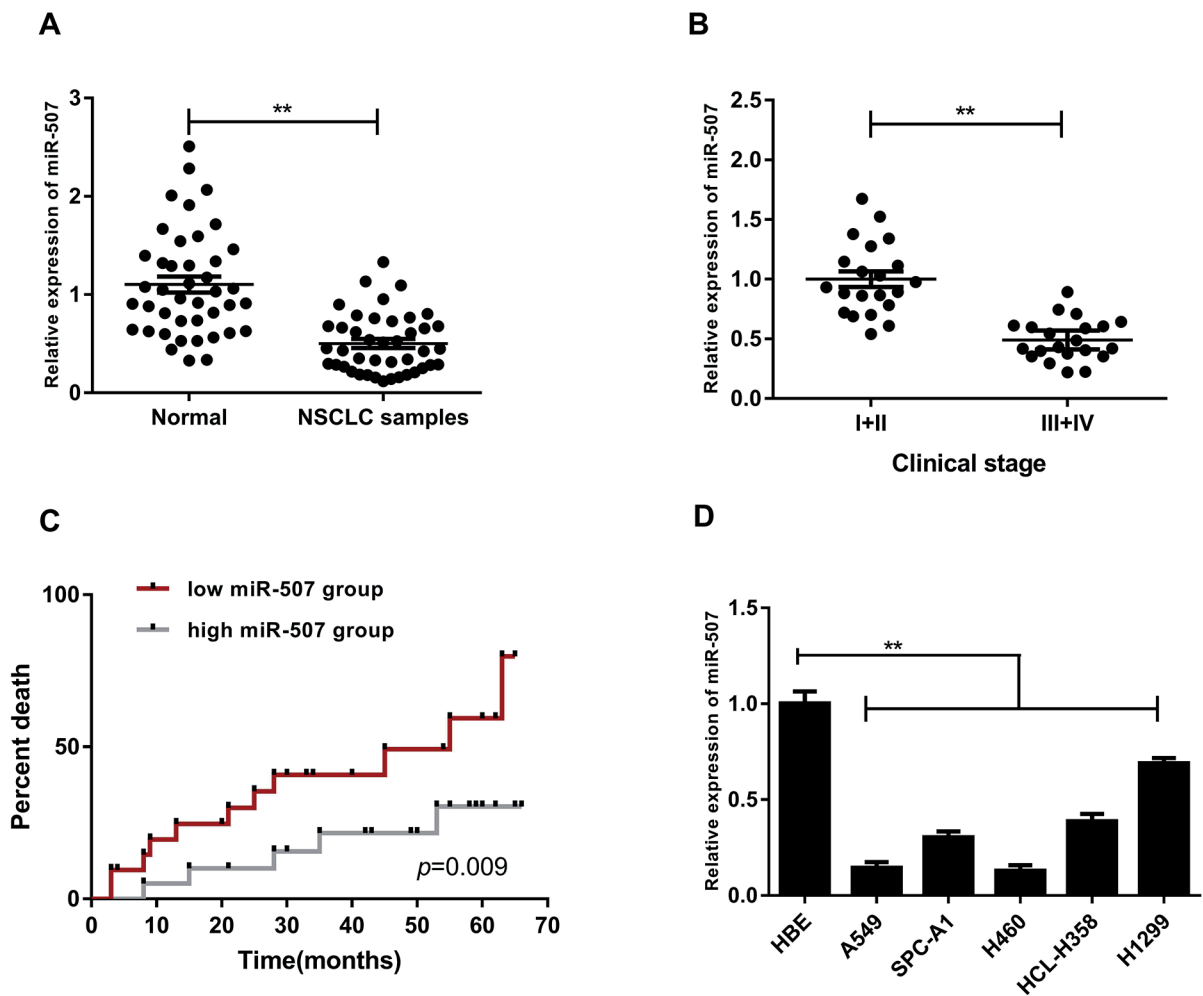 A
Relative expression of miR-507
3
2
1
0
**
Normal
NSCLC samples
B
Relative expression of miR-507
2.5
2.0
1.5
1.0
0.5
0.0
**
I+II
III+IV
Clinical stage
C
Percent death
100
50
0
low miR-507 group
high miR-507 group
p=0.009
0 10 20 30 40 50 60 70
Time(months)
D
Relative expression of miR-507
1.5
1.0
0.5
0.0
**
HBE
A549
SPC-A1
H460
HCL-H358
H1299